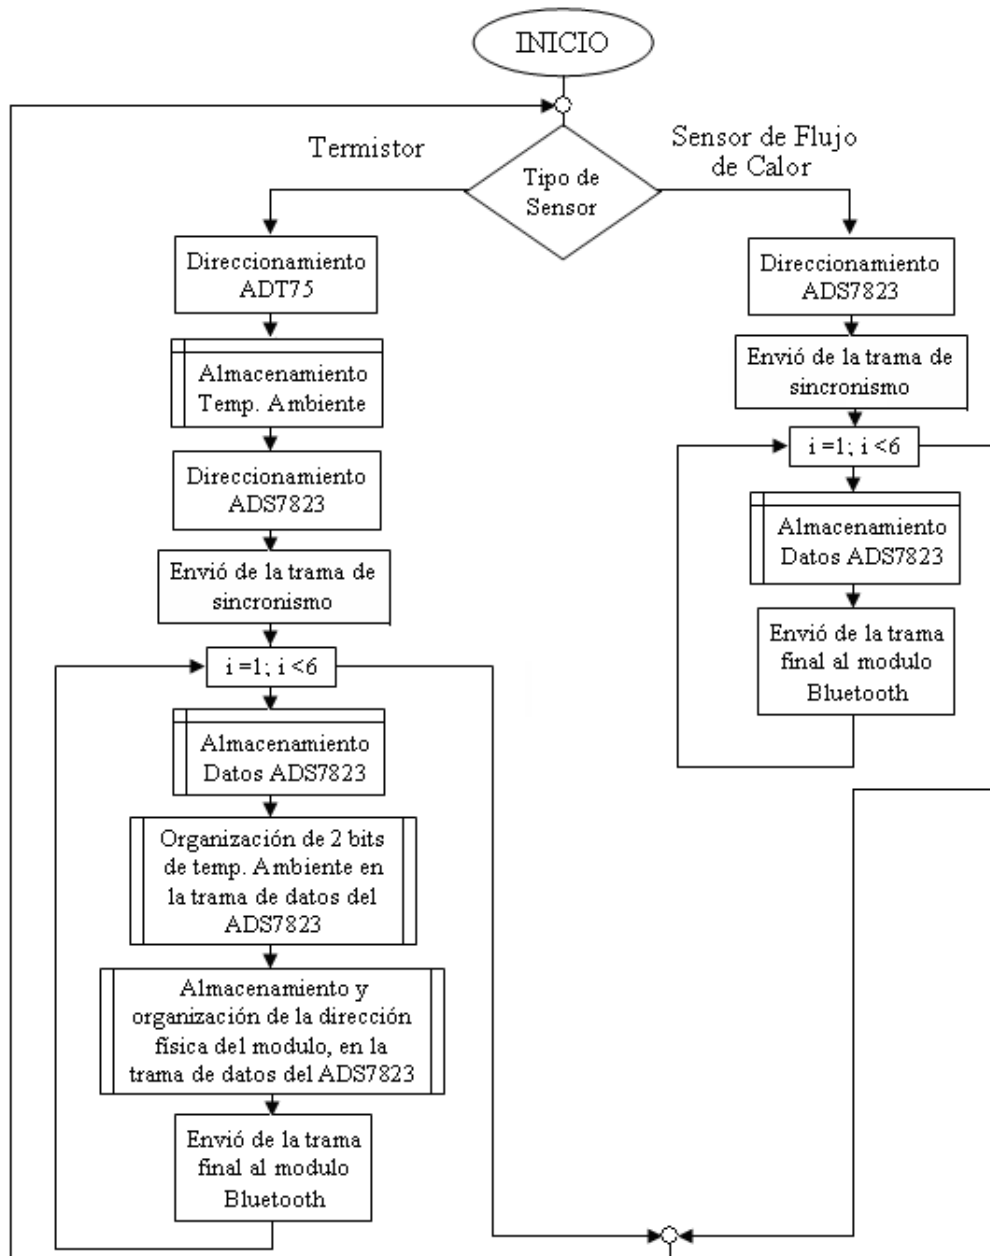 INICIO
Termistor
Sensor de Flujo
de Calor
Tipo de
Sensor
Direccionamiento
ADT75
Almacenamiento
Temp. Ambiente
Direccionamiento
ADS7823
Envió de la trama de
sincronismo
i =1; i <6
Almacenamiento
Datos ADS7823
Organización de 2 bits
de temp. Ambiente en
la trama de datos del
ADS7823
Almacenamiento y
organización de la dirección
física del modulo, en la
trama de datos del ADS7823
Envió de la trama
final al modulo
Bluetooth
Direccionamiento
ADS7823
Envió de la trama de
sincronismo
i =1; i <6
Almacenamiento
Datos ADS7823
Envió de la trama
final al modulo
Bluetooth